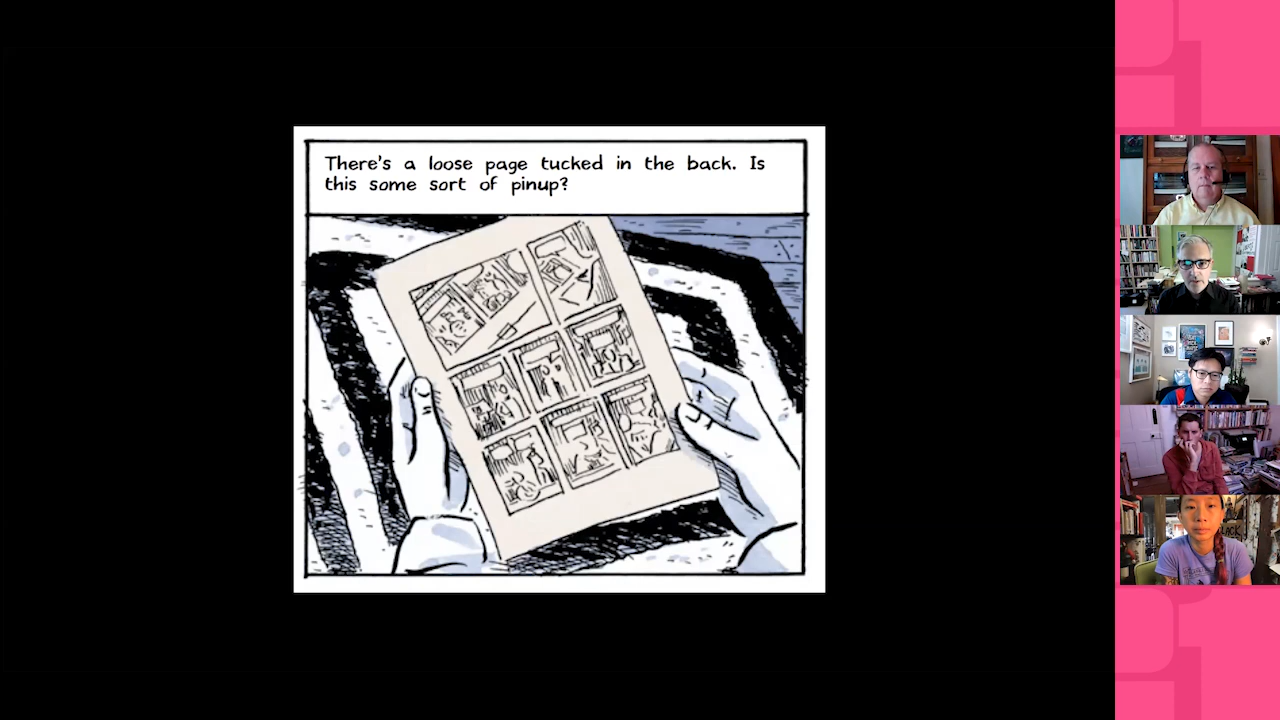 There's a loose page tucked in the back. Is
this some sort of pinup?